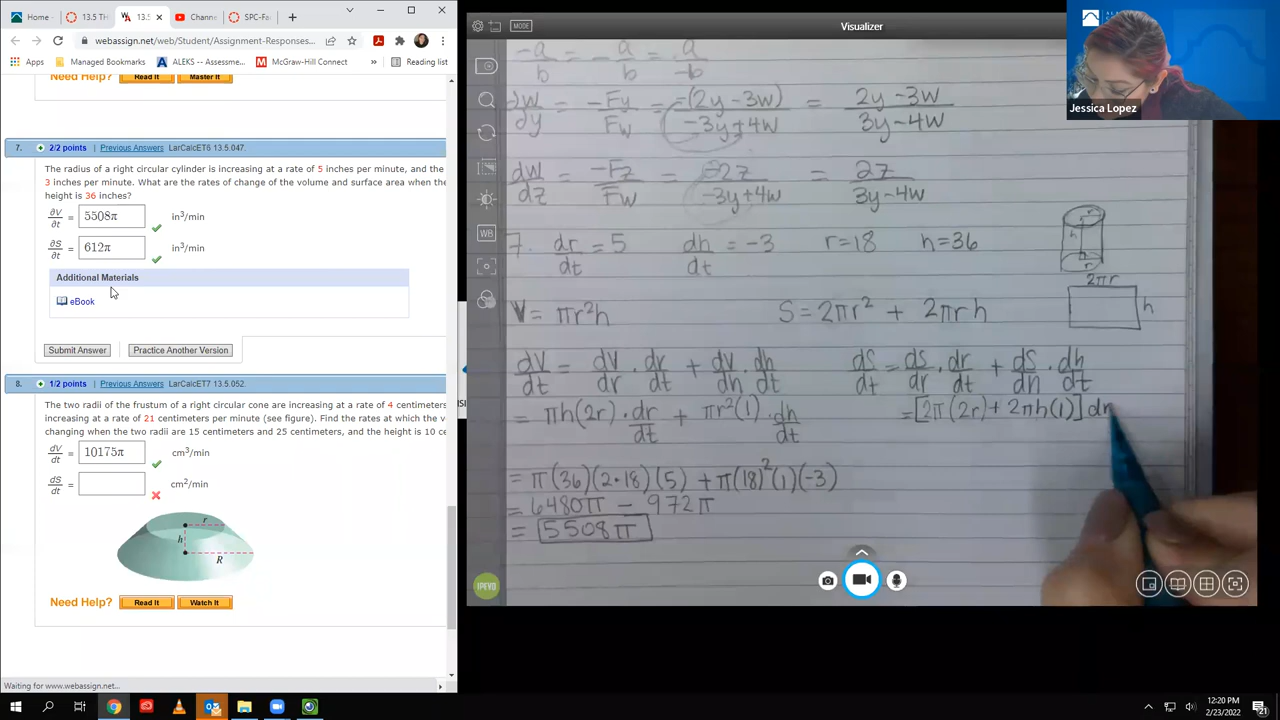 Home -
13.5 TH
13.5
Channe
SPC-Fa
webassign.net/web/Student/Assignment-Responses...
Apps
Managed Bookmarks
ALEKS -- Assessme...
McGraw-Hill Connect
Reading list
Need Help?
Read It
Master It
7. 2/2 points Previous Answers LarCalcET6 13.5.047.
The radius of a right circular cylinder is increasing at a rate of 5 inches per minute, and the
3 inches per minute. What are the rates of change of the volume and surface area when the
height is 36 inches?
∂V/∂t = 5508π in³/min
∂S/∂t = 612π in³/min
Additional Materials
eBook
Submit Answer
Practice Another Version
8. 1/2 points Previous Answers LarCalcET7 13.5.052.
The two radii of the frustum of a right circular cone are increasing at a rate of 4 centimeters
increasing at a rate of 21 centimeters per minute (see figure). Find the rates at which the v
changing when the two radii are 15 centimeters and 25 centimeters, and the height is 10 ce
dV/dt = 10175π cm³/min
dS/dt = cm²/min
r
h
R
Need Help?
Read It
Watch It
Waiting for www.webassign.net...
MODE
Visualizer
Jessica Lopez
WB
-a/b = -a/b = a/-b
∂w/∂y = -Fy/Fw = -(2y-3w)/-3y+4w = 2y-3w/3y-4w
∂w/∂z = -Fz/Fw = -2z/-3y+4w = 2z/3y-4w
7. dr/dt = 5 dh/dt = -3 r=18 h=36
h
r
2πr
h
V = πr²h S = 2πr² + 2πrh
dV/dt = dV/dr · dr/dt + dV/dh · dh/dt dS/dt = dS/dr · dr/dt + dS/dh · dh/dt
= πh(2r) · dr/dt + πr²(1) · dh/dt = [2π(2r) + 2πh(1)] dr
= π(36)(2·18)(5) + π(18)²(1)(-3)
= 6480π - 972π
= 5508π
IPEVO
12:20 PM
2/23/2022
21